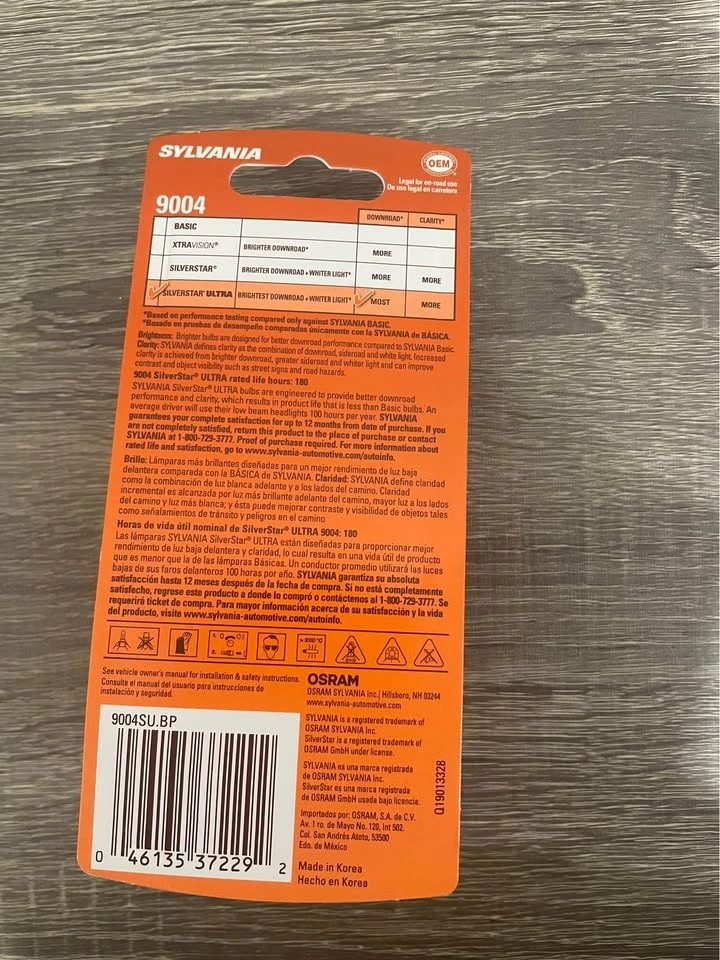 SYLVANIA
OEM
Legal for on-road use
De uso legal en carretera
9004
DOWNROAD* CLARITY*
BASIC
XTRAVISION® BRIGHTER DOWNROAD* MORE
SILVERSTAR® BRIGHTER DOWNROAD + WHITER LIGHT* MORE MORE
SILVERSTAR® ULTRA BRIGHTEST DOWNROAD + WHITER LIGHT* MOST MORE
*Based on performance testing compared only against SYLVANIA BASIC.
*Basado en pruebas de desempeño comparadas únicamente con la SYLVANIA de BÁSICA.
Brightness: Brighter bulbs are designed for better downroad performance compared to SYLVANIA Basic.
Clarity: SYLVANIA defines clarity as the combination of downroad, sideroad and white light. Increased
clarity is achieved from brighter downroad, greater sideroad and whiter light and can improve
contrast and object visibility such as street signs and road hazards.
9004 SilverStar® ULTRA rated life hours: 180
SYLVANIA SilverStar® ULTRA bulbs are engineered to provide better downroad
performance and clarity, which results in product life that is less than Basic bulbs. An
average driver will use their low beam headlights 100 hours per year. SYLVANIA
guarantees your complete satisfaction for up to 12 months from date of purchase. If you
are not completely satisfied, return this product to the place of purchase or contact
SYLVANIA at 1-800-729-3777. Proof of purchase required. For more information about
rated life and satisfaction, go to www.sylvania-automotive.com/autoinfo.
Brillo: Lámparas más brillantes diseñadas para un mejor rendimiento de luz baja
delantera comparada con la BÁSICA de SYLVANIA. Claridad: SYLVANIA define claridad
como la combinación de luz blanca adelante y a los lados del camino. Claridad
incremental es alcanzada por luz más brillante adelante del camino, mayor luz a los lados
del camino y luz más blanca; y ésta puede mejorar contraste y visibilidad de objetos tales
como señalamientos de tránsito y peligros en el camino
Horas de vida útil nominal de SilverStar® ULTRA 9004: 180
Las lámparas SYLVANIA SilverStar® ULTRA están diseñadas para proporcionar mejor
rendimiento de luz baja delantera y claridad, lo cual resulta en una vida útil de producto
que es menor que la de las lámparas Básicas. Un conductor promedio utilizará las luces
bajas de sus faros delanteros 100 horas por año. SYLVANIA garantiza su absoluta
satisfacción hasta 12 meses después de la fecha de compra. Si no está completamente
satisfecho, regrese este producto a donde lo compró o contáctenos al 1-800-729-3777. Se
requerirá ticket de compra. Para mayor información acerca de su satisfacción y la vida
del producto, visite www.sylvania-automotive.com/autoinfo.
1.
2.
> 200 °C
See vehicle owner's manual for installation & safety instructions.
Consulte el manual del usuario para instrucciones de
instalación y seguridad.
OSRAM
OSRAM SYLVANIA Inc.| Hillsboro, NH 03244
www.sylvania-automotive.com
9004SU.BP
0 46135 37229 2
SYLVANIA is a registered trademark of
OSRAM SYLVANIA Inc.
SilverStar is a registered trademark of
OSRAM GmbH under license.
SYLVANIA es una marca registrada
de OSRAM SYLVANIA Inc.
SilverStar es una marca registrada
de OSRAM GmbH usada bajo licencia.
Importados por: OSRAM, S.A. de C.V.
Av. 1 ro. de Mayo No. 120, Int 502.
Col. San Andrés Atoto, 53500
Edo. de México
Made in Korea
Hecho en Korea
Q19013328